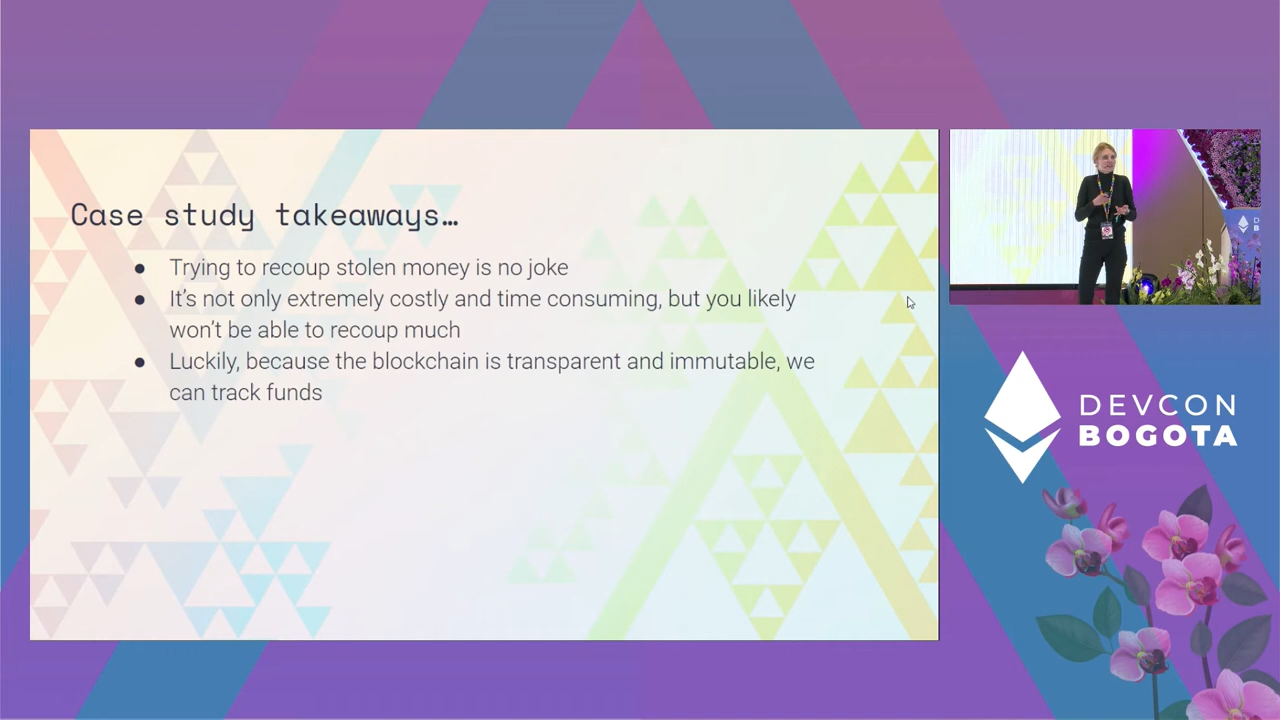 Case study takeaways…
● Trying to recoup stolen money is no joke
● It’s not only extremely costly and time consuming, but you likely
won’t be able to recoup much
● Luckily, because the blockchain is transparent and immutable, we
can track funds
DEVCON
BOGOTA